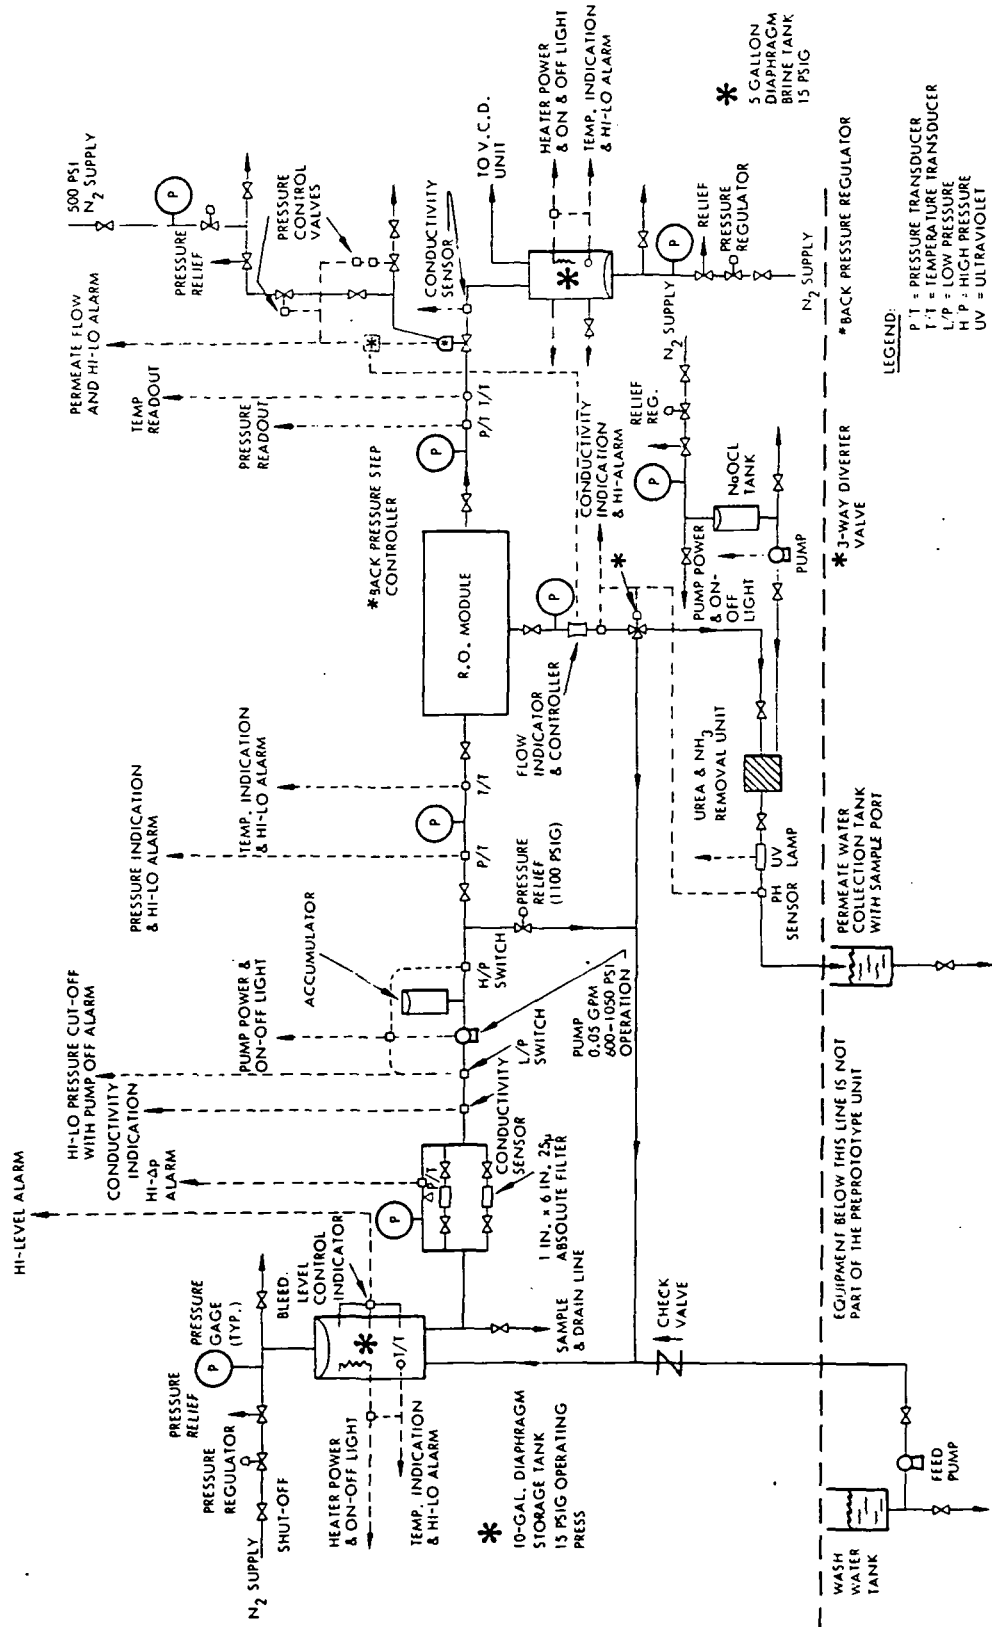 HI-LEVEL ALARM
HI-LO PRESSURE CUT-OFF
WITH PUMP OFF ALARM
CONDUCTIVITY
INDICATION
HI-Δp
ALARM
PUMP POWER &
ON-OFF LIGHT
ACCUMULATOR
PRESSURE INDICATION
& HI-LO ALARM
TEMP. INDICATION
& HI-LO ALARM
PRESSURE
READOUT
TEMP
READOUT
PERMEATE FLOW
AND HI-LO ALARM
500 PSI
N2 SUPPLY
P
PRESSURE
RELIEF
PRESSURE
CONTROL
VALVES
CONDUCTIVITY
SENSOR
N2 SUPPLY
SHUT-OFF
PRESSURE
REGULATOR
PRESSURE
RELIEF
P
PRESSURE
GAGE
(TYP.)
BLEED
LEVEL
CONTROL
INDICATOR
*
T/T
HEATER POWER
& ON-OFF LIGHT
TEMP. INDICATION
& HI-LO ALARM
* 10-GAL. DIAPHRAGM
STORAGE TANK
15 PSIG OPERATING
PRESS
SAMPLE
& DRAIN LINE
P
ΔP/T
1 IN. x 6 IN. 25μ
ABSOLUTE FILTER
CONDUCTIVITY
SENSOR
L/P
SWITCH
H/P
SWITCH
PUMP
0.05 GPM
600-1050 PSI
OPERATION
PRESSURE
RELIEF
(1100 PSIG)
P/T
P
T/T
R.O. MODULE
*BACK PRESSURE STEP
CONTROLLER
P
P/T
T/T
*
*
TO V.C.D.
UNIT
HEATER POWER
& ON & OFF LIGHT
TEMP. INDICATION
& HI-LO ALARM
*
* 5 GALLON
DIAPHRAGM
BRINE TANK
15 PSIG
P
RELIEF
PRESSURE
REGULATOR
N2 SUPPLY
FLOW
INDICATOR
& CONTROLLER
P
CONDUCTIVITY
INDICATION
& HI-ALARM
*
RELIEF
REG.
N2 SUPPLY
P
NaOCL
TANK
PUMP POWER
& ON-
OFF
LIGHT
PUMP
UREA & NH3
REMOVAL UNIT
UV
LAMP
PH
SENSOR
CHECK
VALVE
EQUIPMENT BELOW THIS LINE IS NOT
PART OF THE PREPROTOTYPE UNIT
WASH
WATER
TANK
FEED
PUMP
PERMEATE WATER
COLLECTION TANK
WITH SAMPLE PORT
* 3-WAY DIVERTER
VALVE
*BACK PRESSURE REGULATOR
LEGEND:
P/T = PRESSURE TRANSDUCER
T/T = TEMPERATURE TRANSDUCER
L/P = LOW PRESSURE
H/P = HIGH PRESSURE
UV = ULTRAVIOLET